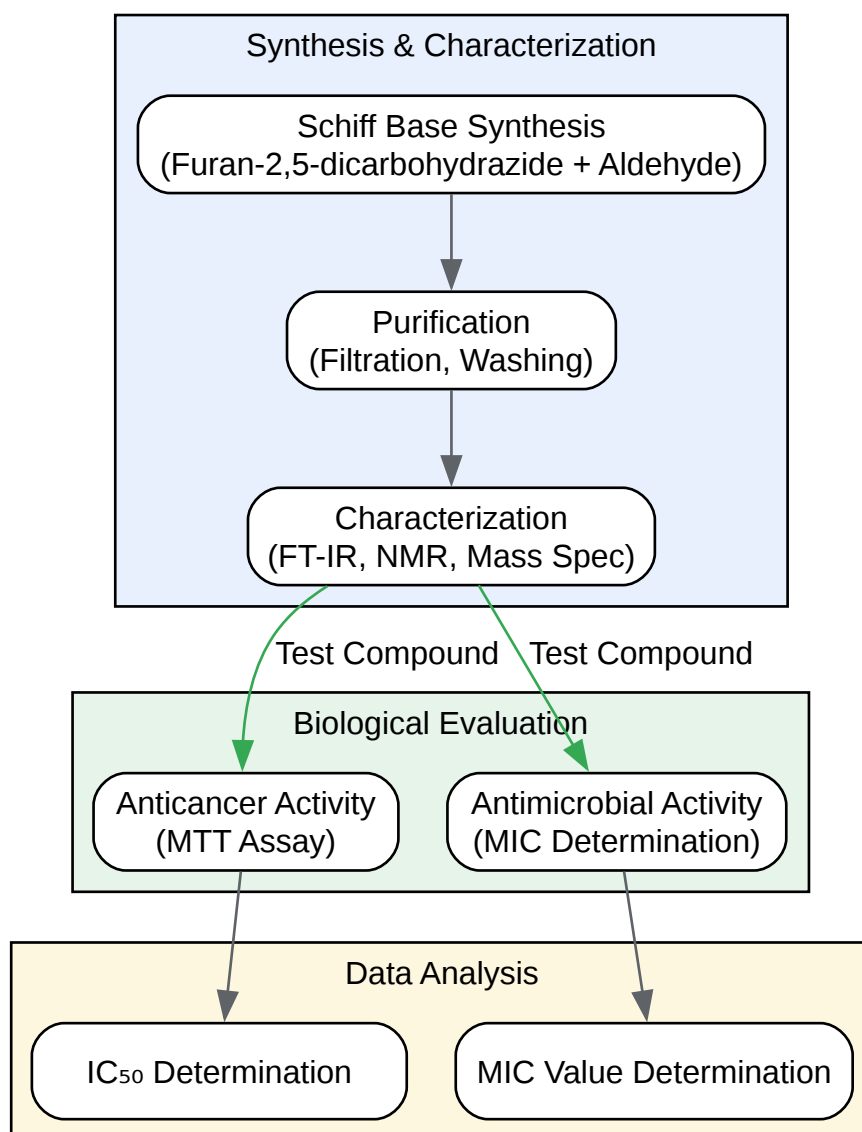 Synthesis & Characterization
Schiff Base Synthesis
(Furan-2,5-dicarbohydrazide + Aldehyde)
Purification
(Filtration, Washing)
Characterization
(FT-IR, NMR, Mass Spec)
Test Compound
Test Compound
Biological Evaluation
Anticancer Activity
(MTT Assay)
Antimicrobial Activity
(MIC Determination)
Data Analysis
IC₅₀ Determination
MIC Value Determination